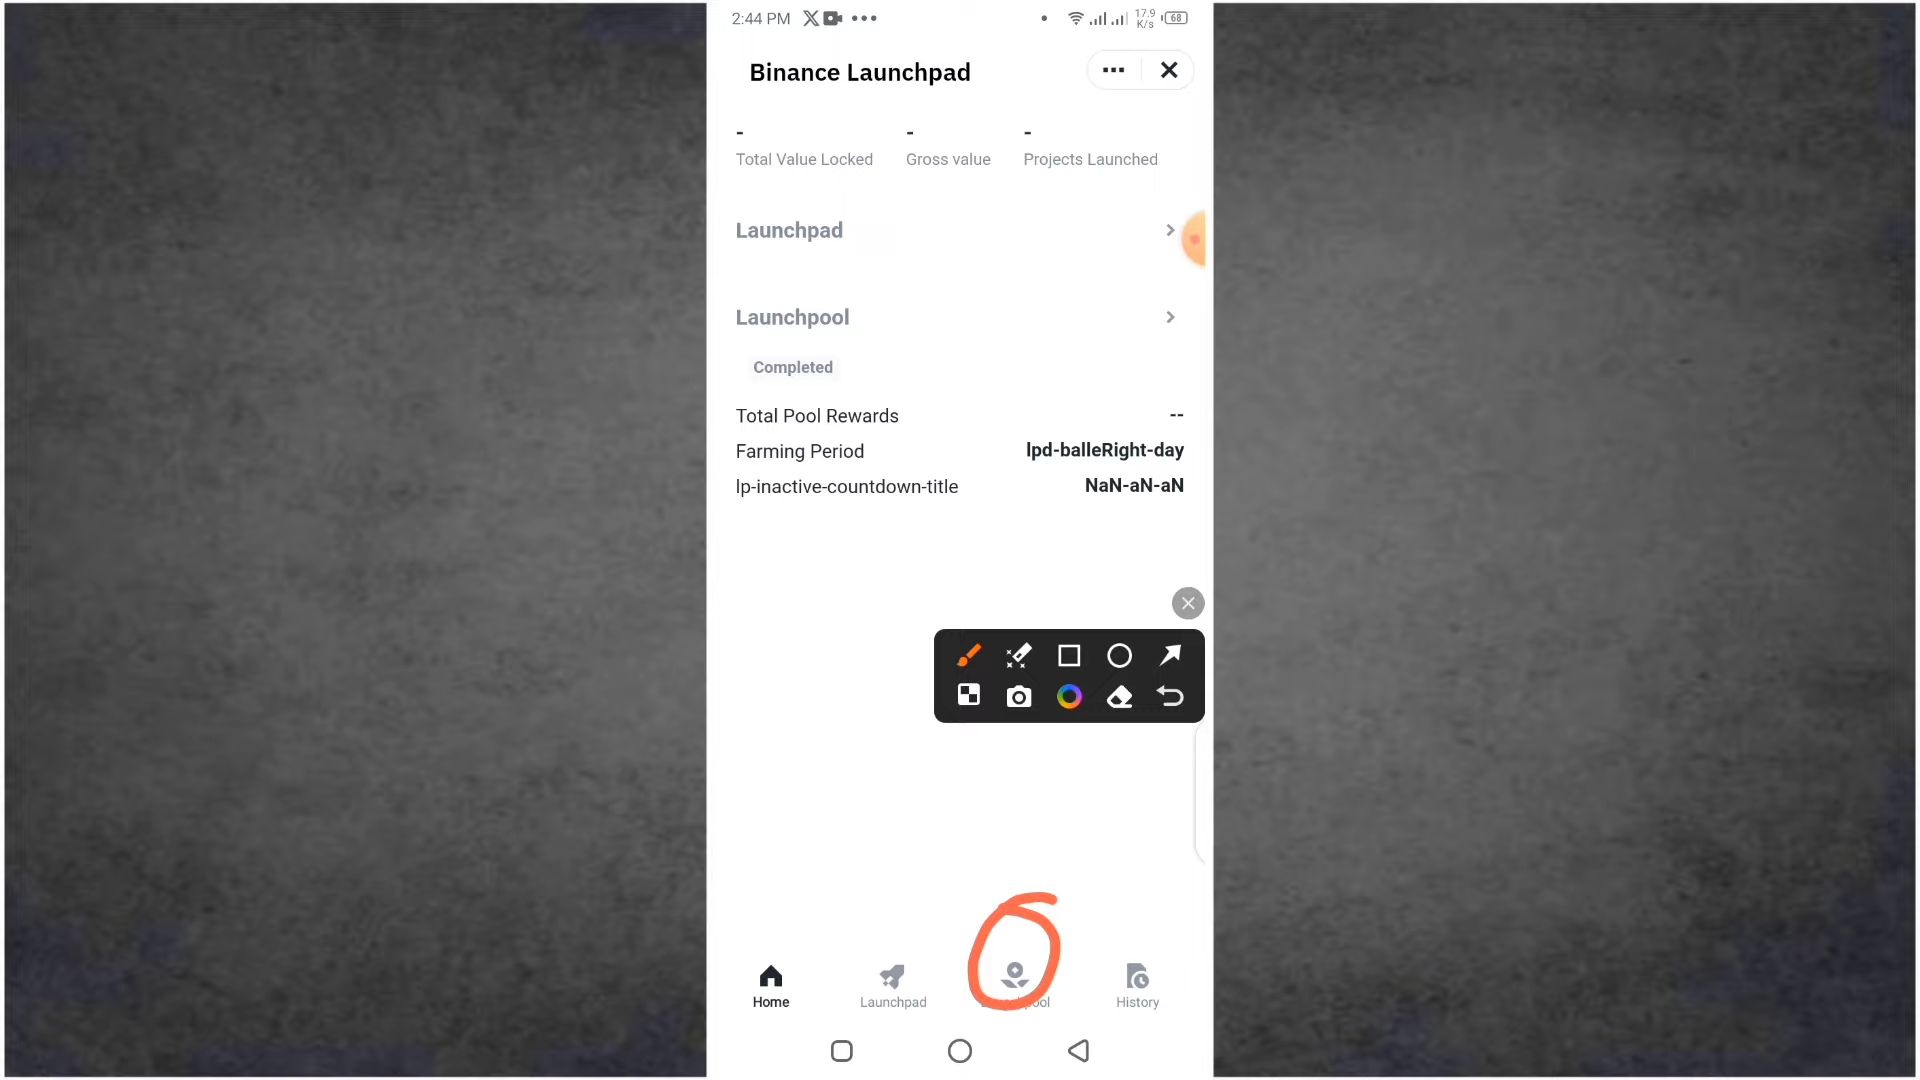 2:44 PM
17.9
K/s
68
Binance Launchpad
- - -
Total Value Locked Gross value Projects Launched
Launchpad
Launchpool
Completed
Total Pool Rewards --
Farming Period lpd-balleRight-day
lp-inactive-countdown-title NaN-aN-aN
Home Launchpad History